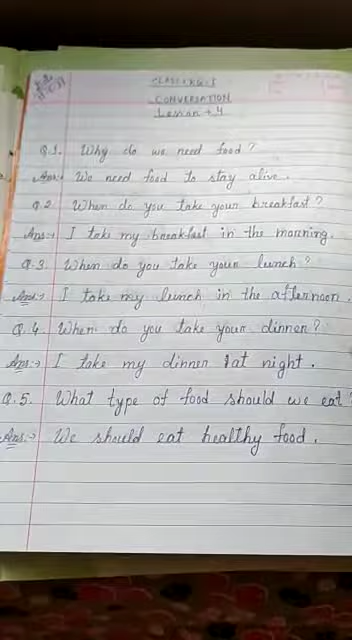 CLASS :- KG-I
CONVERSATION
Lesson → 4
Q.1. Why do we need food?
Ans:→ We need food to stay alive.
Q.2. When do you take your breakfast?
Ans:→ I take my breakfast in the morning.
Q.3. When do you take your lunch?
Ans:→ I take my lunch in the afternoon.
Q.4. When do you take your dinner?
Ans:→ I take my dinner at night.
Q.5. What type of food should we eat?
Ans:→ We should eat healthy food.